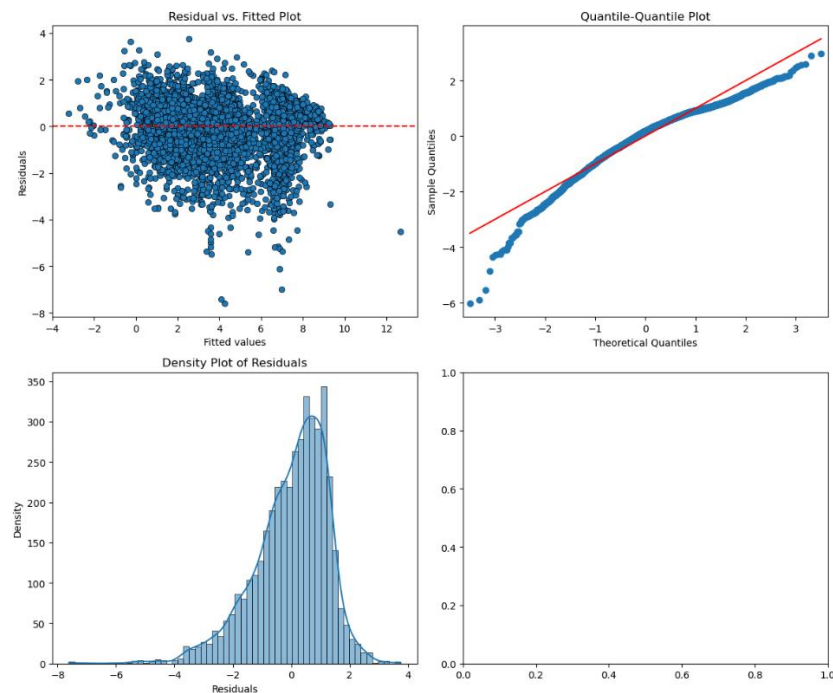 Residual vs. Fitted Plot
4
2
0
−2
−4
−6
−8
Residuals
−4 −2 0 2 4 6 8 10 12
Fitted values
Quantile-Quantile Plot
2
0
−2
−4
−6
Sample Quantiles
−3 −2 −1 0 1 2 3
Theoretical Quantiles
Density Plot of Residuals
350
300
250
200
150
100
50
0
Density
−8 −6 −4 −2 0 2 4
Residuals
1.0
0.8
0.6
0.4
0.2
0.0
0.0 0.2 0.4 0.6 0.8 1.0